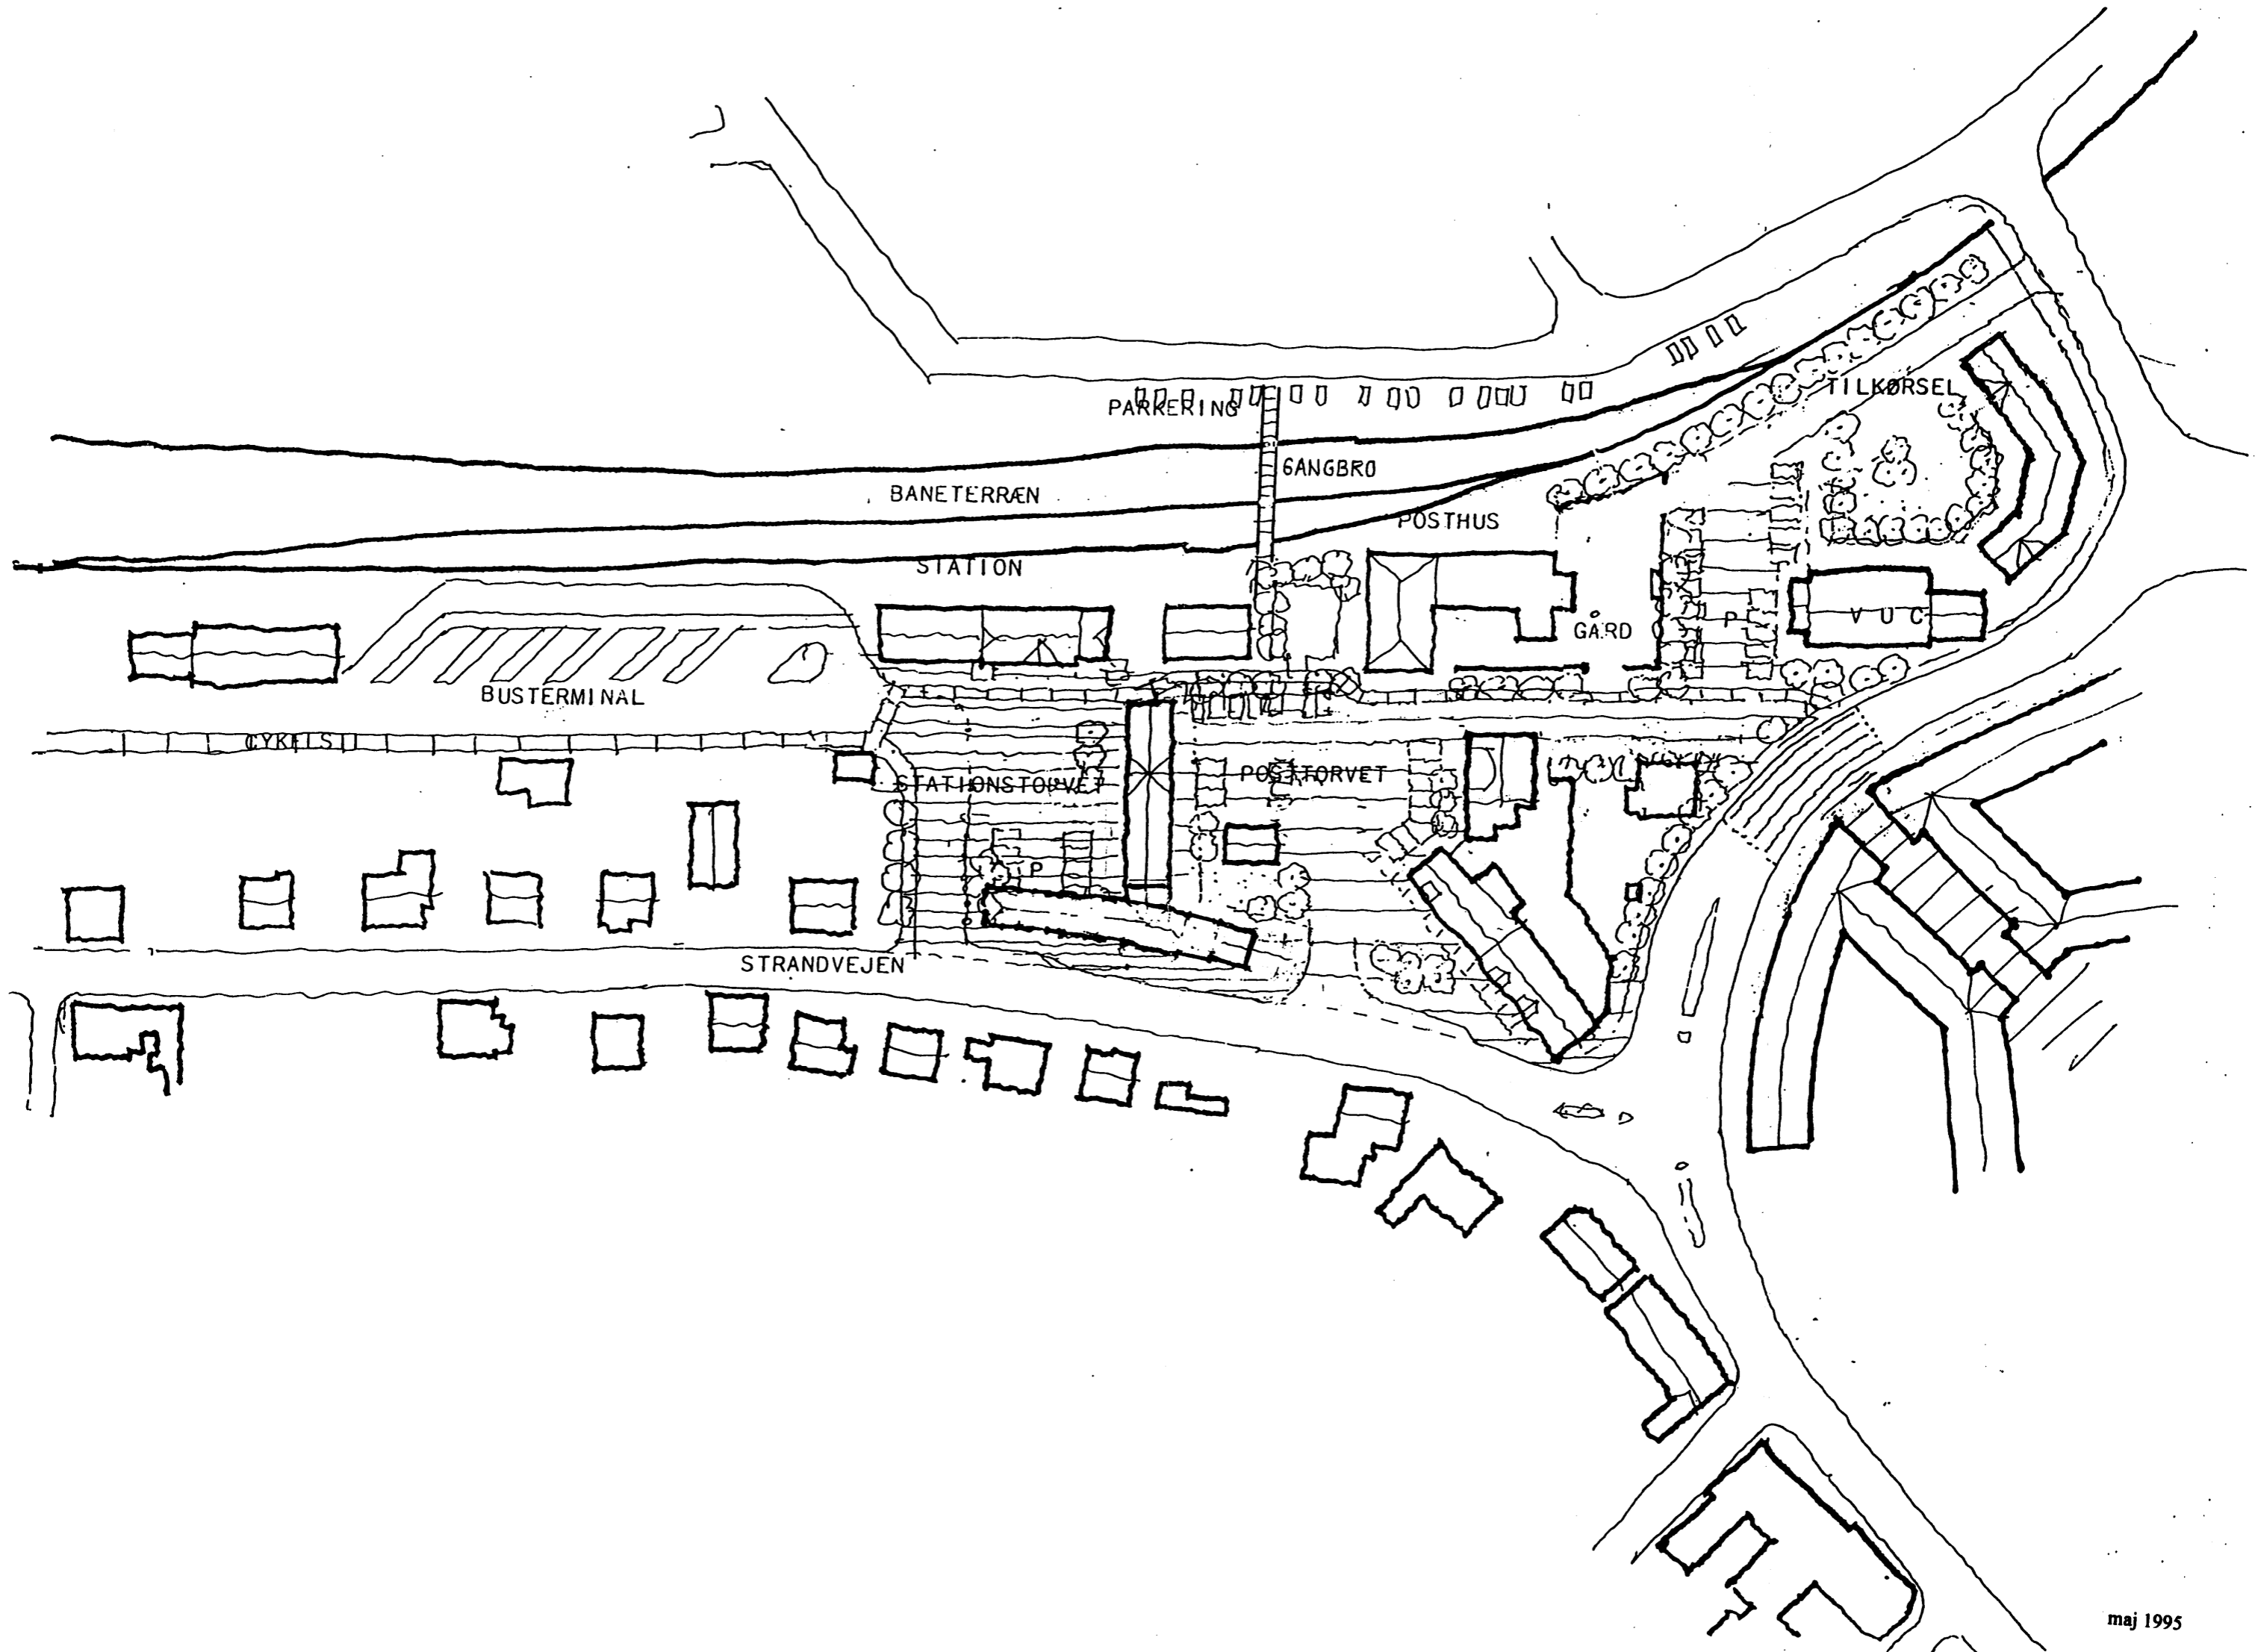 TILKØRSEL
PARKERING
GANGBRO
BANETERRÆN
POSTHUS
STATION
VUC
P
GÅRD
BUSTERMINAL
CYKELSTI
STATIONSTORVET
POSTTORVET
P
STRANDVEJEN
maj 1995